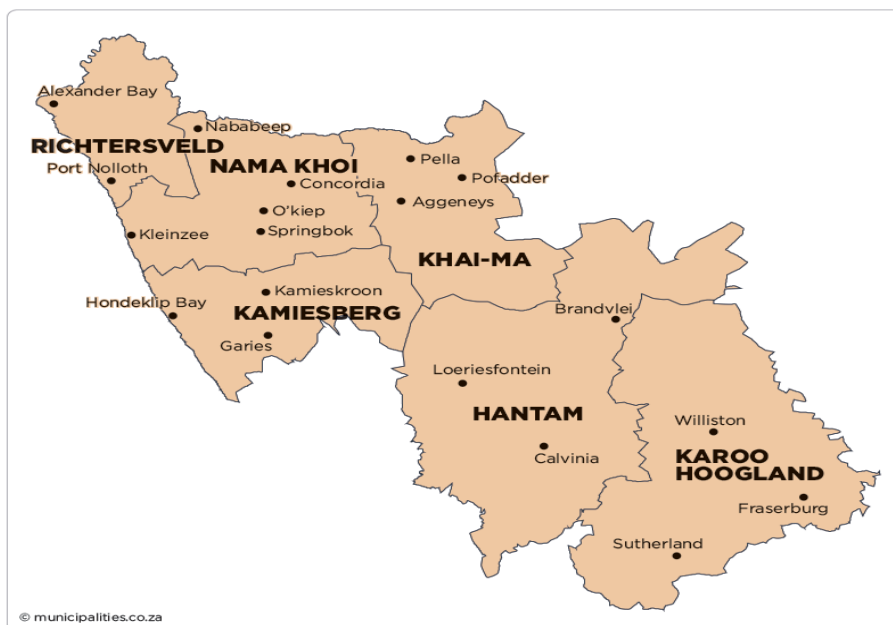 Alexander Bay
Nababeep
RICHTERSVELD
NAMA KHOI
Pella
Port Nolloth
Concordia
Pofadder
Aggeneys
O'kiep
Kleinzee
Springbok
KHAI-MA
Kamieskroon
Hondeklip Bay
KAMIESBERG
Brandvlei
Garies
Loeriesfontein
HANTAM
Williston
Calvinia
KAROO
HOOGLAND
Fraserburg
Sutherland
© municipalities.co.za